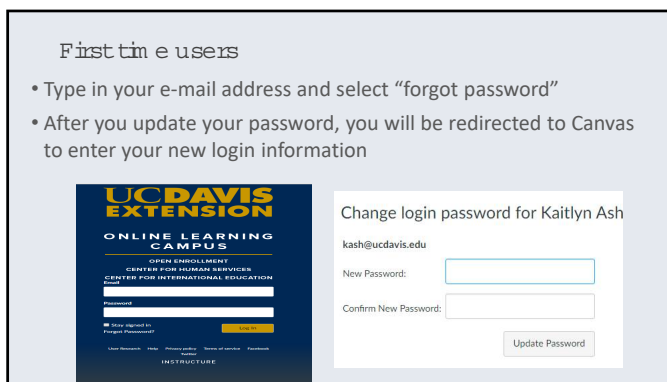 First time users
• Type in your e-mail address and select “forgot password”
• After you update your password, you will be redirected to Canvas
to enter your new login information
UCDAVIS
EXTENSION
ONLINE LEARNING
CAMPUS
OPEN ENROLLMENT
CENTER FOR HUMAN SERVICES
CENTER FOR INTERNATIONAL EDUCATION
Email
Password
Stay signed in
Forgot Password?
Log In
User Research Help Privacy policy Terms of service Facebook
Twitter
INSTRUCTURE
Change login password for Kaitlyn Ash
kash@ucdavis.edu
New Password:
Confirm New Password:
Update Password